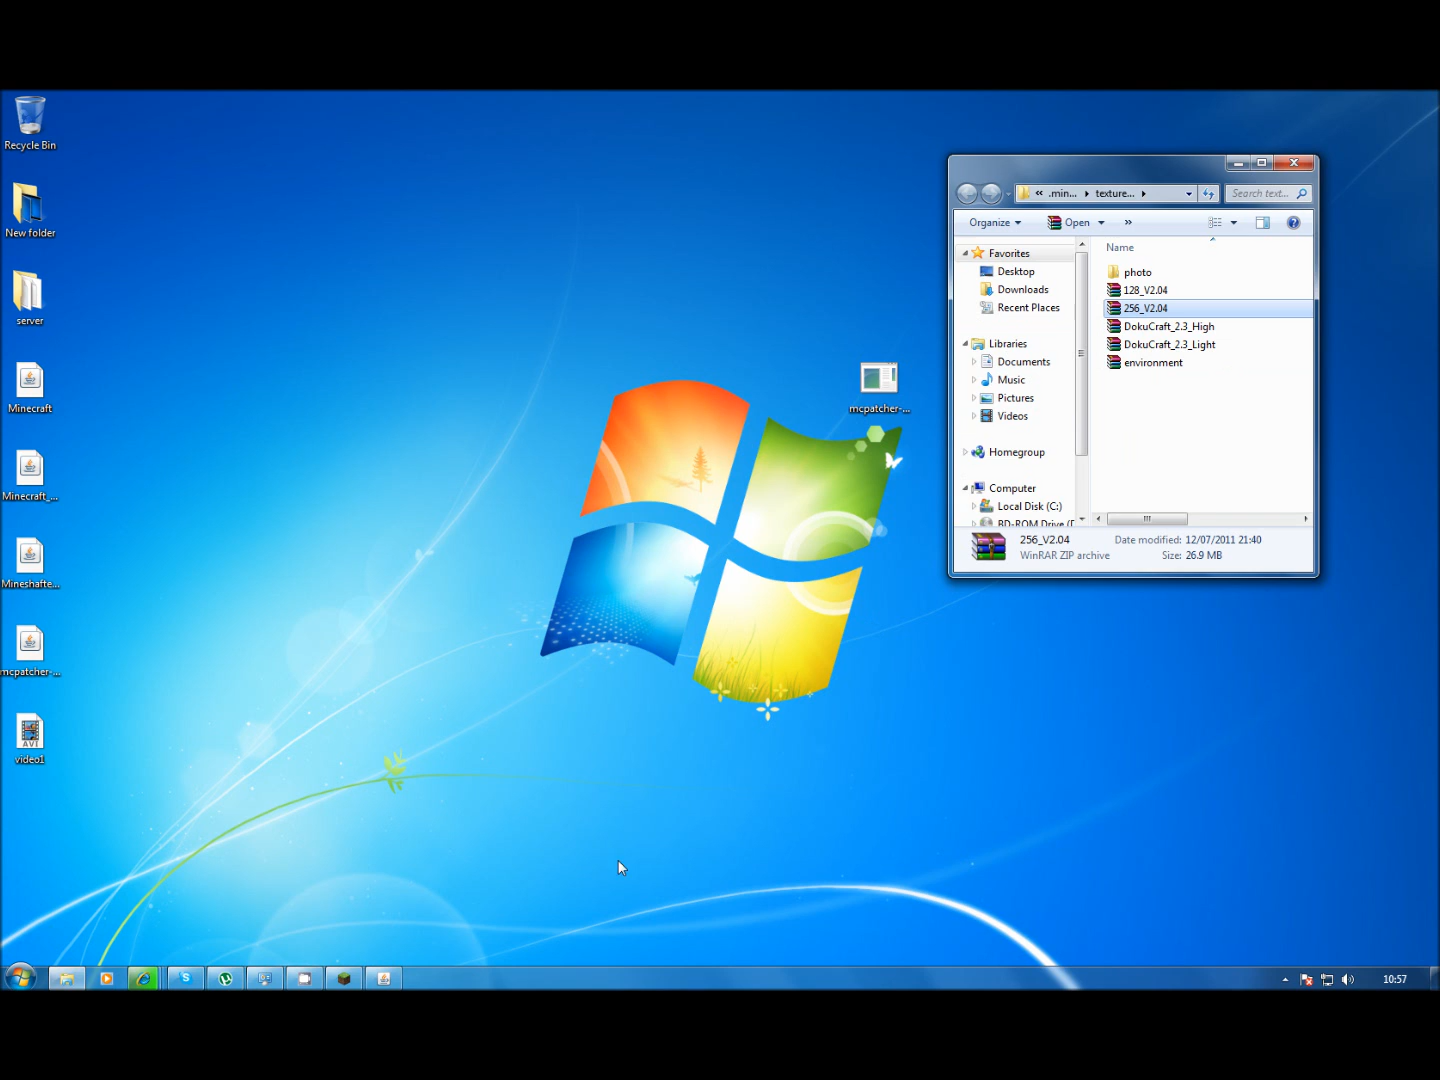 Recycle Bin
New folder
server
Minecraft
Minecraft_...
Mineshafte...
mcpatcher-...
AVI
video1
mcpatcher-...
« .min... texture...
Search text...
Organize Open »
Favorites
Desktop
Downloads
Recent Places
Libraries
Documents
Music
Pictures
Videos
Homegroup
Computer
Local Disk (C:)
BD-ROM Drive (
Name
photo
128_V2.04
256_V2.04
DokuCraft_2.3_High
DokuCraft_2.3_Light
environment
256_V2.04 Date modified: 12/07/2011 21:40
WinRAR ZIP archive Size: 26.9 MB
10:57